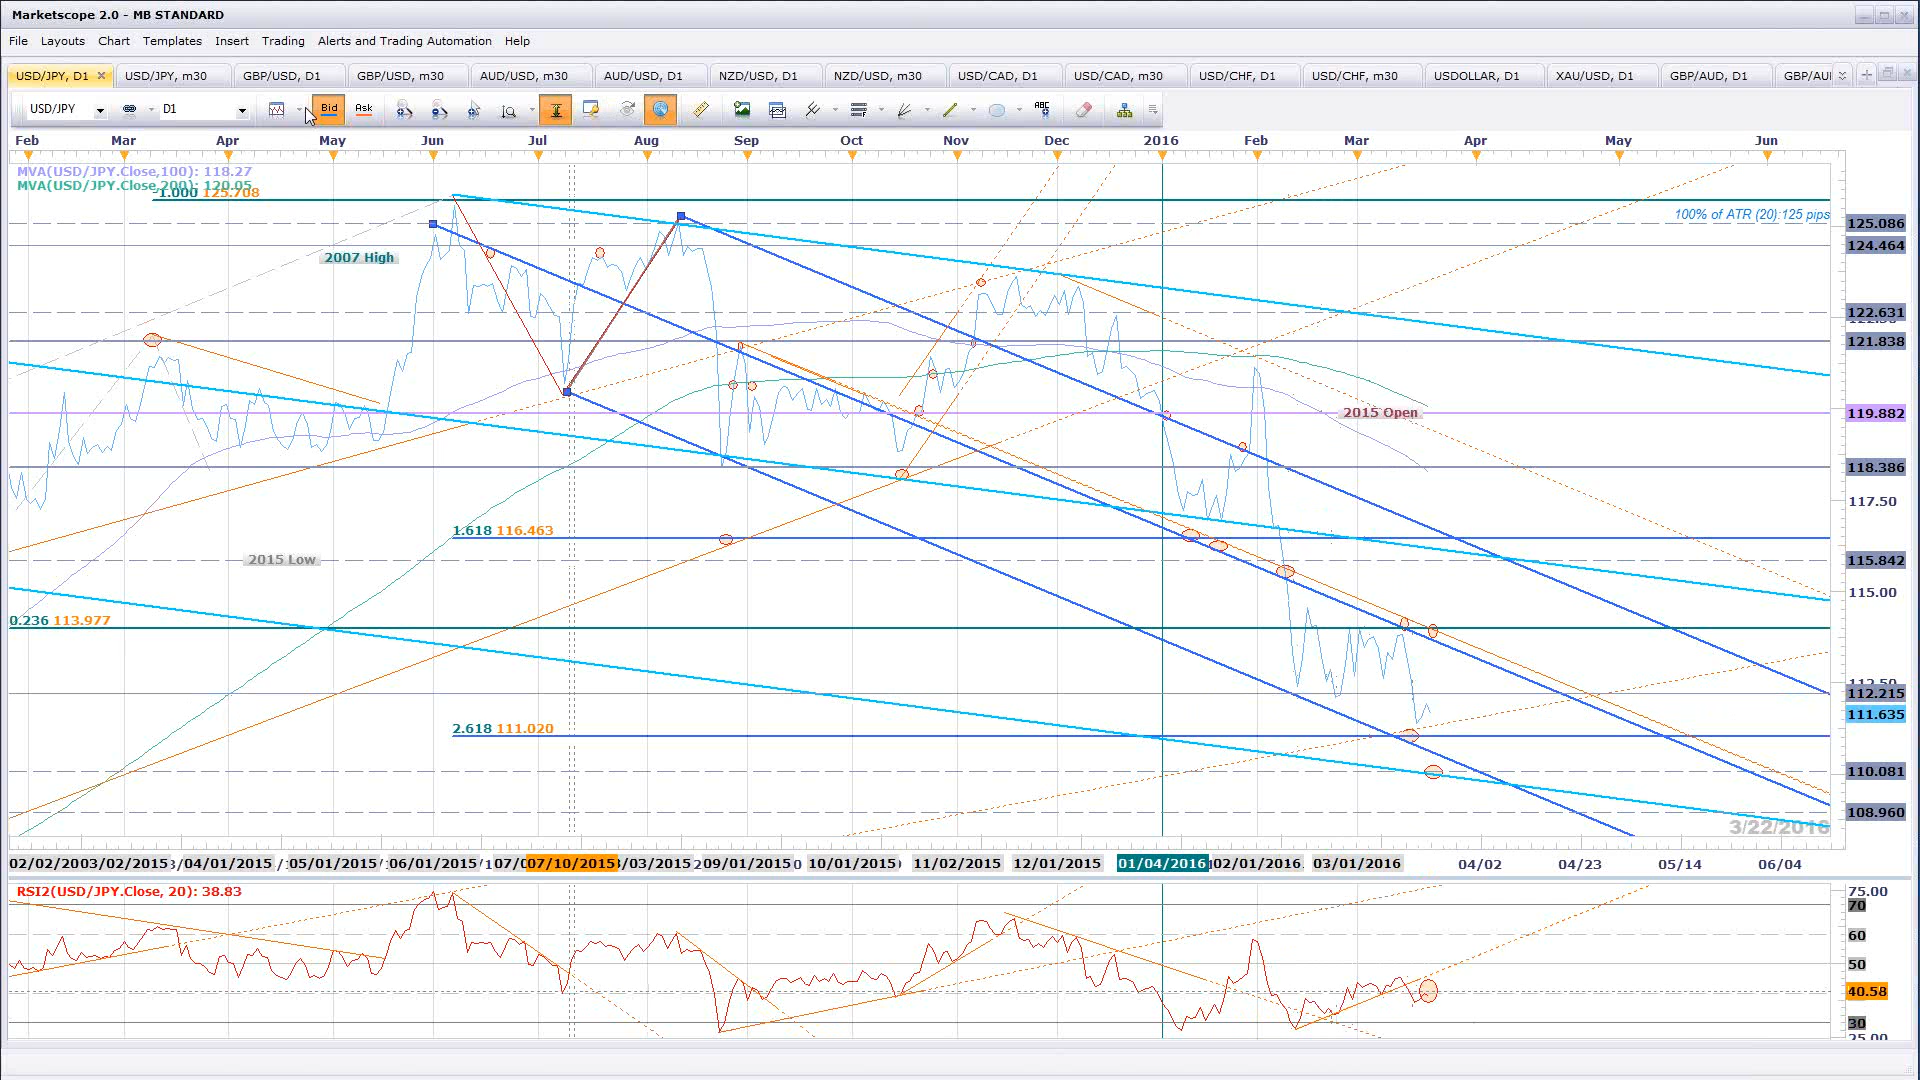 Marketscope 2.0 - MB STANDARD
File Layouts Chart Templates Insert Trading Alerts and Trading Automation Help
USD/JPY, D1 USD/JPY, m30 GBP/USD, D1 GBP/USD, m30 AUD/USD, m30 AUD/USD, D1 NZD/USD, D1 NZD/USD, m30 USD/CAD, D1 USD/CAD, m30 USD/CHF, D1 USD/CHF, m30 USDOLLAR, D1 XAU/USD, D1 GBP/AUD, D1 GBP/AU
USD/JPY D1 Bid Ask ABC
Feb Mar Apr May Jun Jul Aug Sep Oct Nov Dec 2016 Feb Mar Apr May Jun
MVA(USD/JPY.Close,100): 118.27
MVA(USD/JPY.Close,200): 120.05
-1.000 125.708
100% of ATR (20):125 pips
125.086
124.464
2007 High
122.631
121.838
2015 Open
119.882
118.386
117.50
1.618 116.463
2015 Low
115.842
115.00
0.236 113.977
112.50
112.215
111.635
2.618 111.020
110.081
108.960
3/22/2016
02/02/2003/02/2015 04/01/2015 05/01/2015 06/01/2015 07/0 07/10/2015 3/03/2015 09/01/2015 10/01/2015 11/02/2015 12/01/2015 01/04/2016 02/01/2016 03/01/2016 04/02 04/23 05/14 06/04
RSI2(USD/JPY.Close, 20): 38.83
75.00
70
60
50
40.58
30
25.00